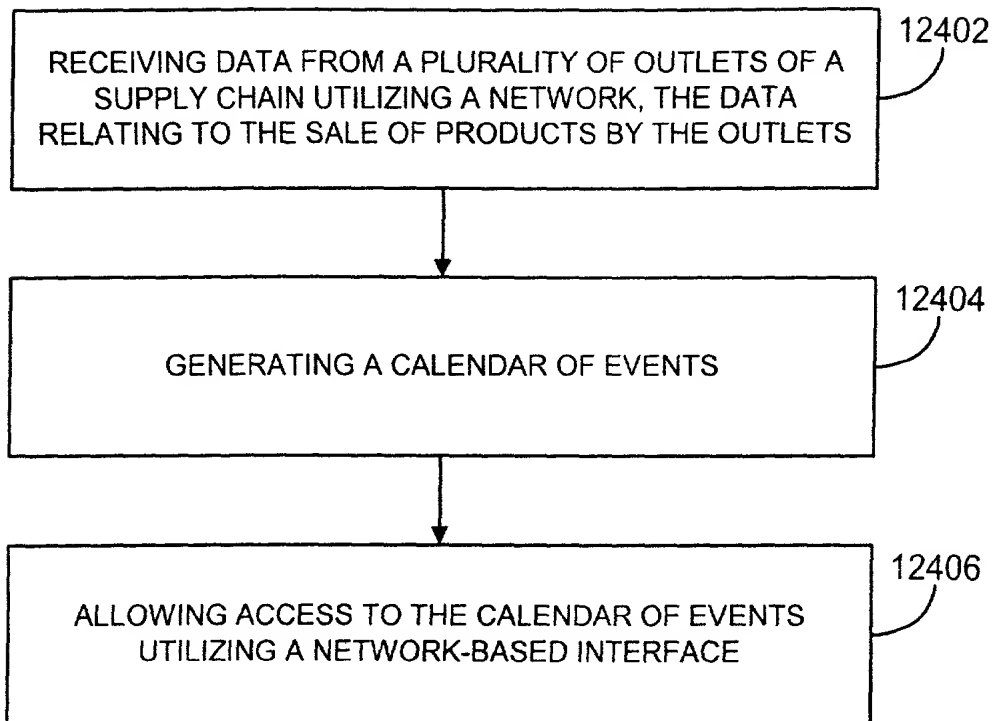 12402
RECEIVING DATA FROM A PLURALITY OF OUTLETS OF A
SUPPLY CHAIN UTILIZING A NETWORK, THE DATA
RELATING TO THE SALE OF PRODUCTS BY THE OUTLETS
12404
GENERATING A CALENDAR OF EVENTS
12406
ALLOWING ACCESS TO THE CALENDAR OF EVENTS
UTILIZING A NETWORK-BASED INTERFACE